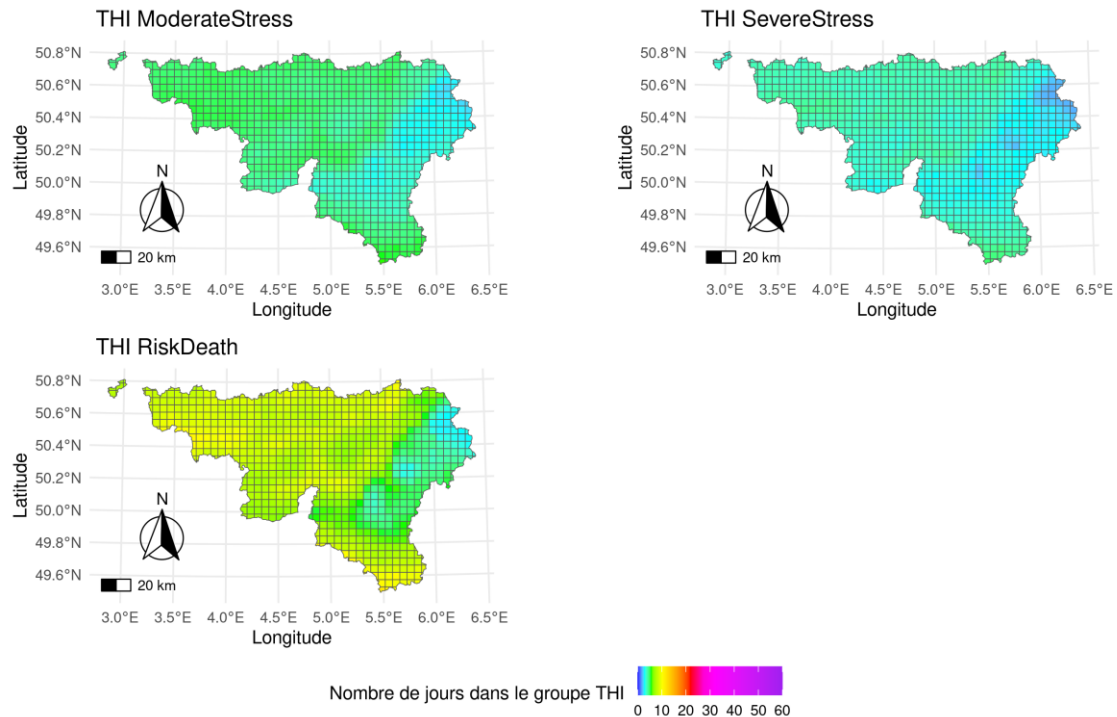 THI ModerateStress
50.8°N
50.6°N
50.4°N
50.2°N
50.0°N
49.8°N
49.6°N
Latitude
N
20 km
3.0°E 3.5°E 4.0°E 4.5°E 5.0°E 5.5°E 6.0°E 6.5°E
Longitude
THI SevereStress
50.8°N
50.6°N
50.4°N
50.2°N
50.0°N
49.8°N
49.6°N
Latitude
N
20 km
3.0°E 3.5°E 4.0°E 4.5°E 5.0°E 5.5°E 6.0°E 6.5°E
Longitude
THI RiskDeath
50.8°N
50.6°N
50.4°N
50.2°N
50.0°N
49.8°N
49.6°N
Latitude
N
20 km
3.0°E 3.5°E 4.0°E 4.5°E 5.0°E 5.5°E 6.0°E 6.5°E
Longitude
Nombre de jours dans le groupe THI
0 10 20 30 40 50 60